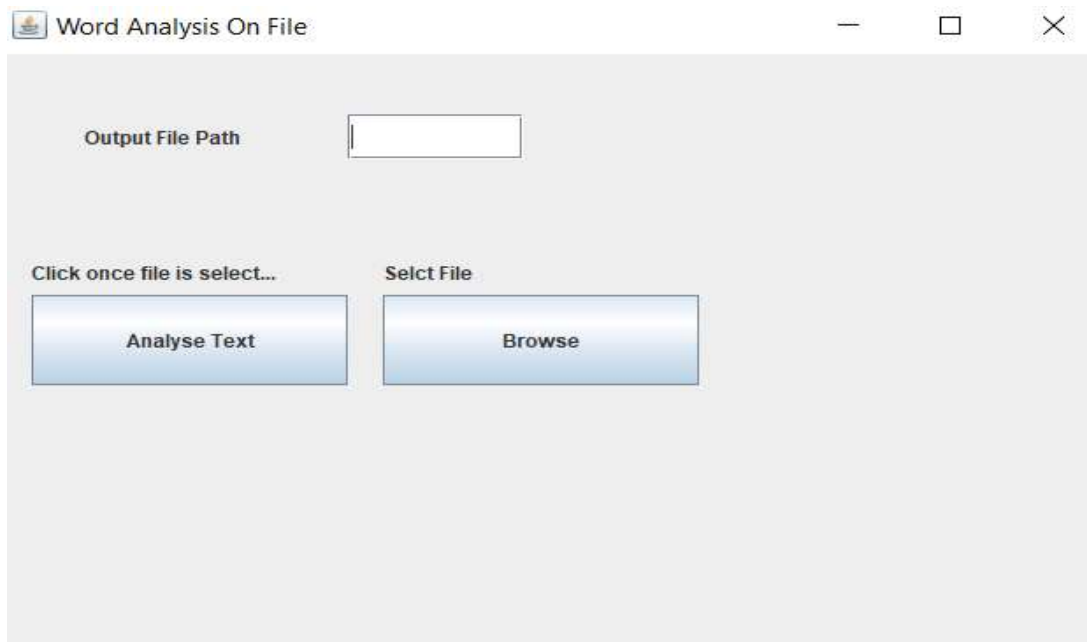 Word Analysis On File
Output File Path
Click once file is select...
Selct File
Analyse Text
Browse